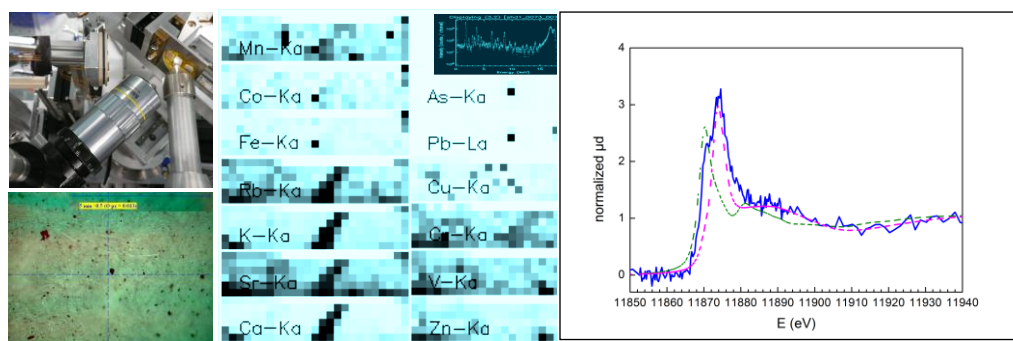 Mn-Ka
Co-Ka
Fe-Ka
Rb-Ka
K-Ka
Sr-Ka
Ca-Ka
As-Ka
Pb-La
Cu-Ka
V-Ka
Zn-Ka
4
3
2
1
0
normalized µd
11850 11860 11870 11880 11890 11900 11910 11920 11930 11940
E (eV)